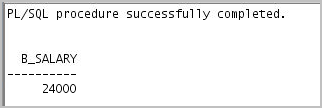 PL/SQL procedure successfully completed.
B_SALARY
----------
24000